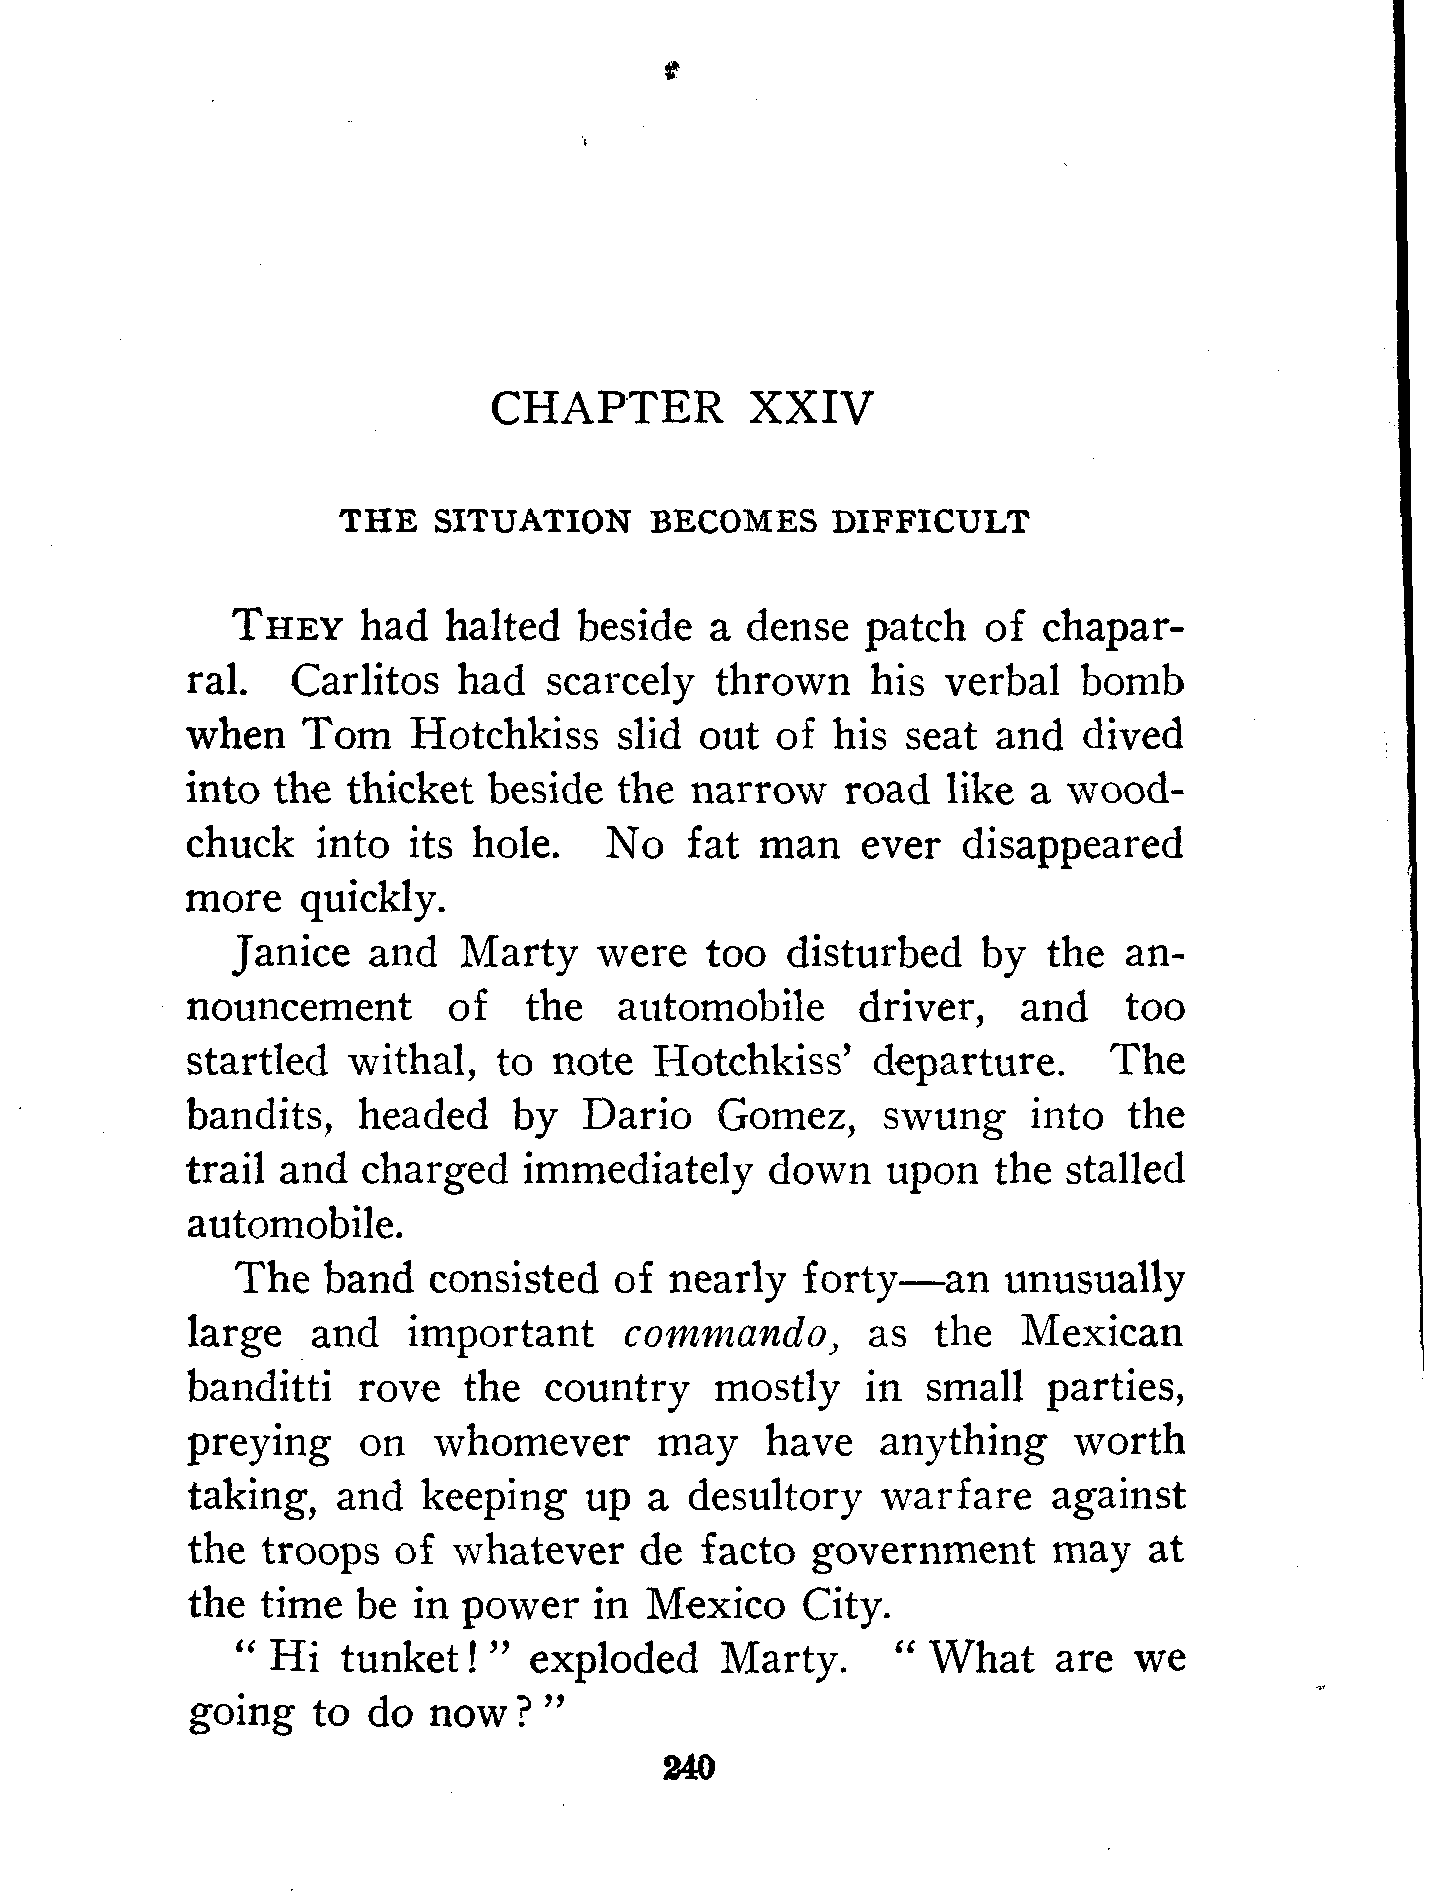 CHAPTER XXIV
THE SITUATION BECOMES DIFFICULT
THEY had halted beside a dense patch of chapar-
ral. Carlitos had scarcely thrown his verbal bomb
when Tom Hotchkiss slid out of his seat and dived
into the thicket beside the narrow road like a wood-
chuck into its hole. No fat man ever disappeared
more quickly.
Janice and Marty were too disturbed by the an-
nouncement of the automobile driver, and too
startled withal, to note Hotchkiss’ departure. The
bandits, headed by Dario Gomez, swung into the
trail and charged immediately down upon the stalled
automobile.
The band consisted of nearly forty—an unusually
large and important commando, as the Mexican
banditti rove the country mostly in small parties,
preying on whomever may have anything worth
taking, and keeping up a desultory warfare against
the troops of whatever de facto government may at
the time be in power in Mexico City.
“ Hi tunket! ” exploded Marty. “ What are we
going to do now? ”
240